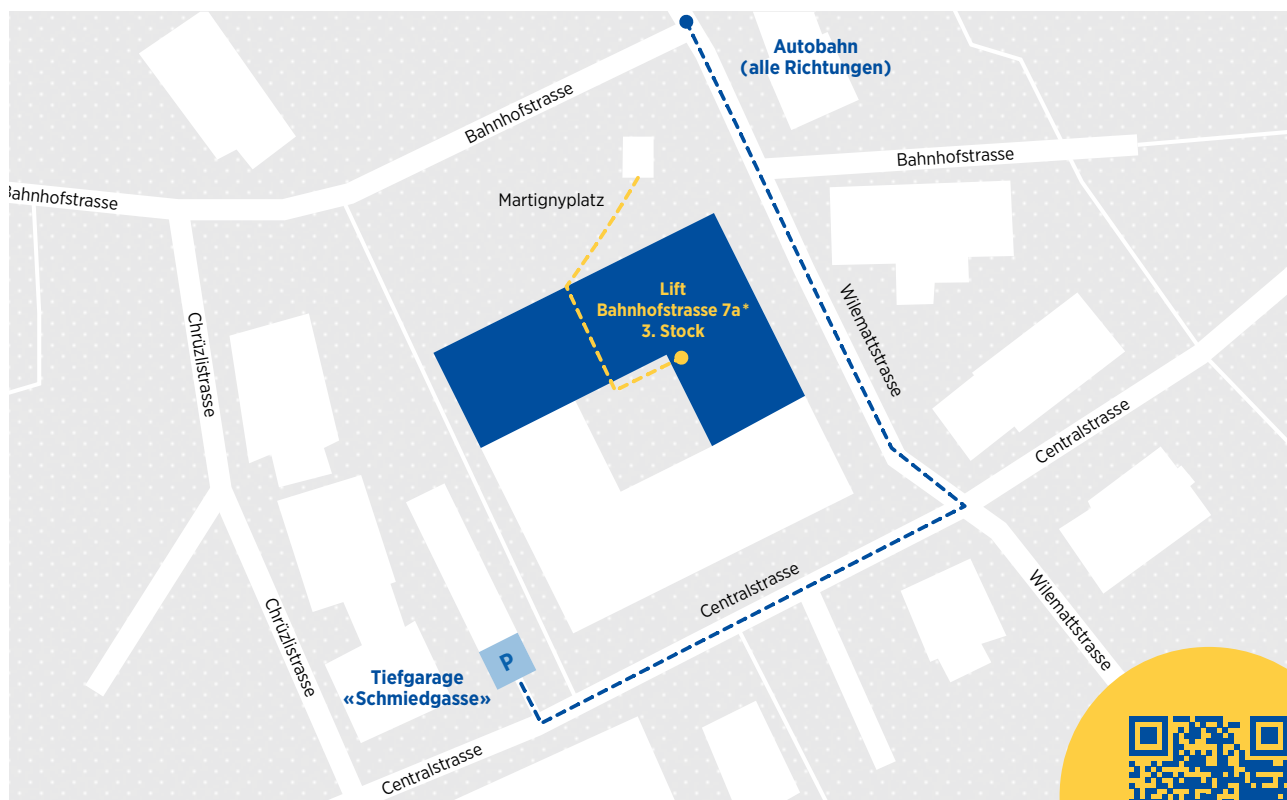 Autobahn
(alle Richtungen)
Bahnhofstrasse
Bahnhofstrasse
Bahnhofstrasse
Martignyplatz
Lift
Bahnhofstrasse 7a*
3. Stock
Wilemattstrasse
Chrüzlistrasse
Centralstrasse
Centralstrasse
Wilemattstrasse
Chrüzlistrasse
P
Tiefgarage
«Schmiedgasse»
Centralstrasse